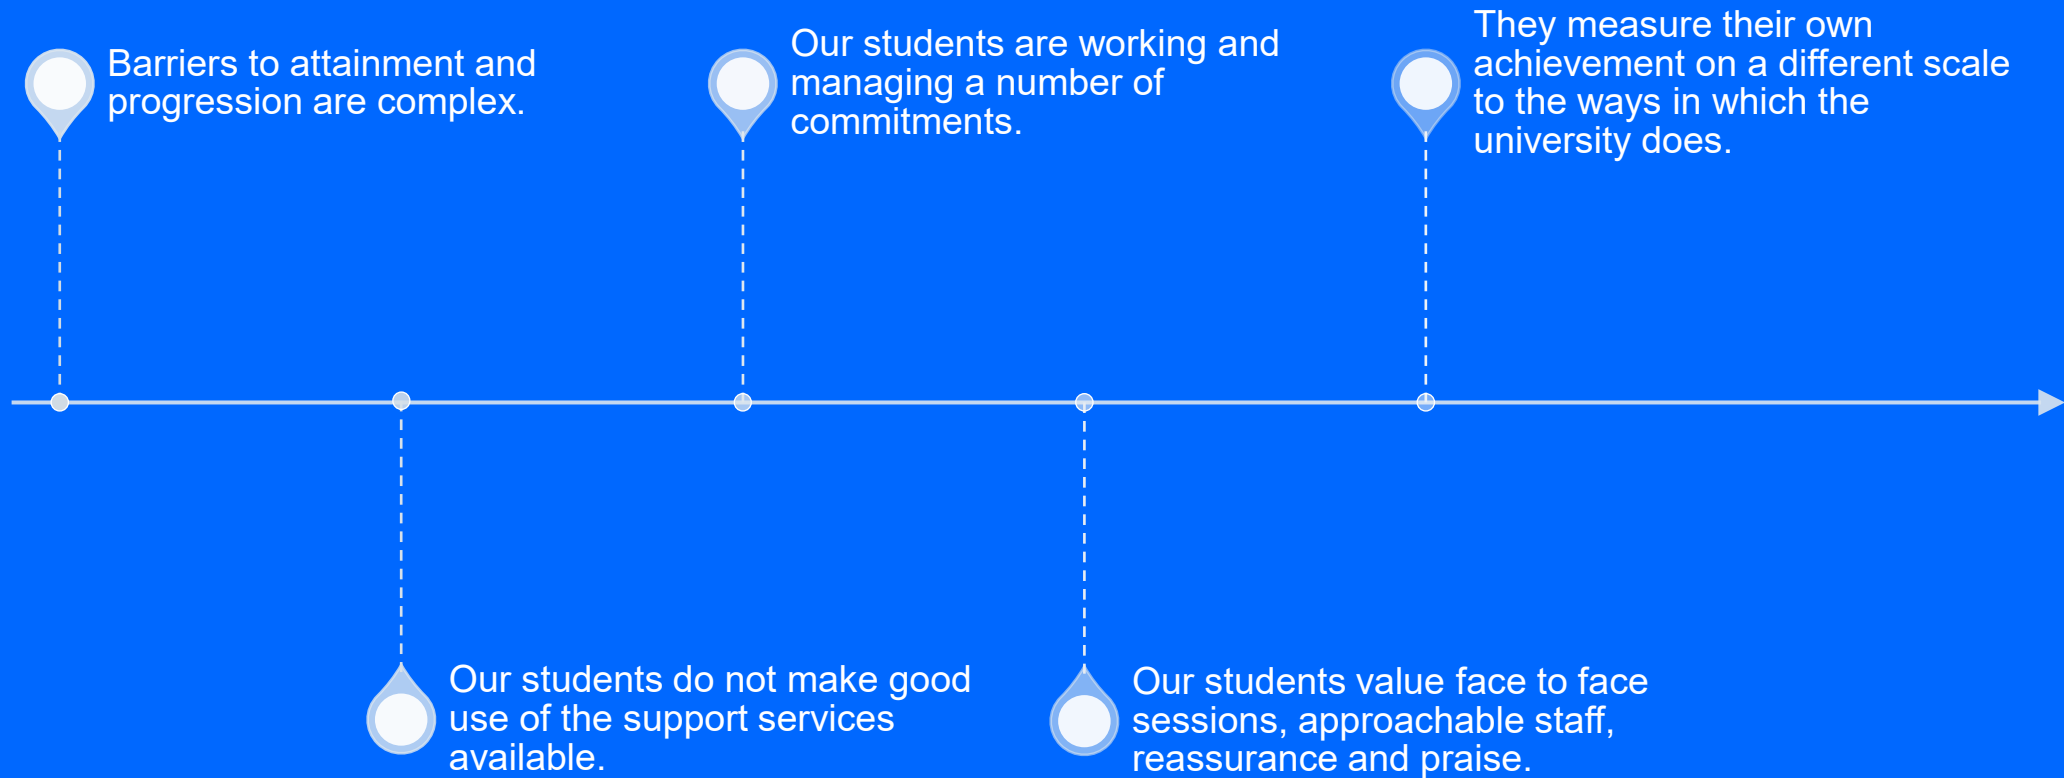 Barriers to attainment and
progression are complex.
Our students do not make good
use of the support services
available.
Our students are working and
managing a number of
commitments.
Our students value face to face
sessions, approachable staff,
reassurance and praise.
They measure their own
achievement on a different scale
to the ways in which the
university does.